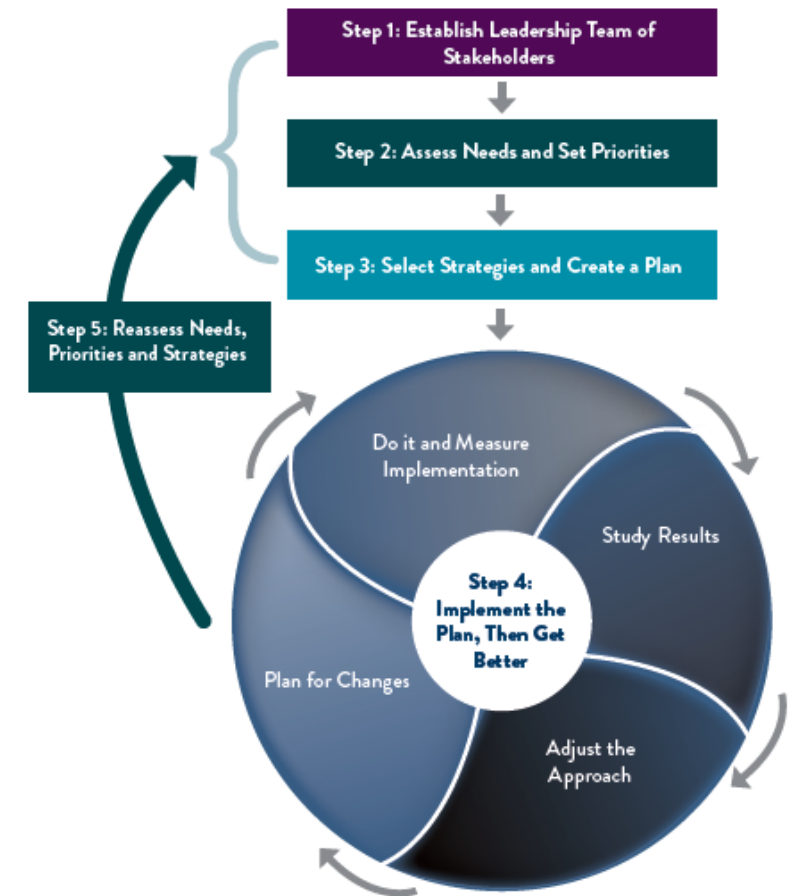 Step 1: Establish Leadership Team of
Stakeholders
Step 2: Assess Needs and Set Priorities
Step 3: Select Strategies and Create a Plan
Step 5: Reassess Needs,
Priorities and Strategies
Do it and Measure
Implementation
Study Results
Step 4:
Implement the
Plan, Then Get
Better
Plan for Changes
Adjust the
Approach